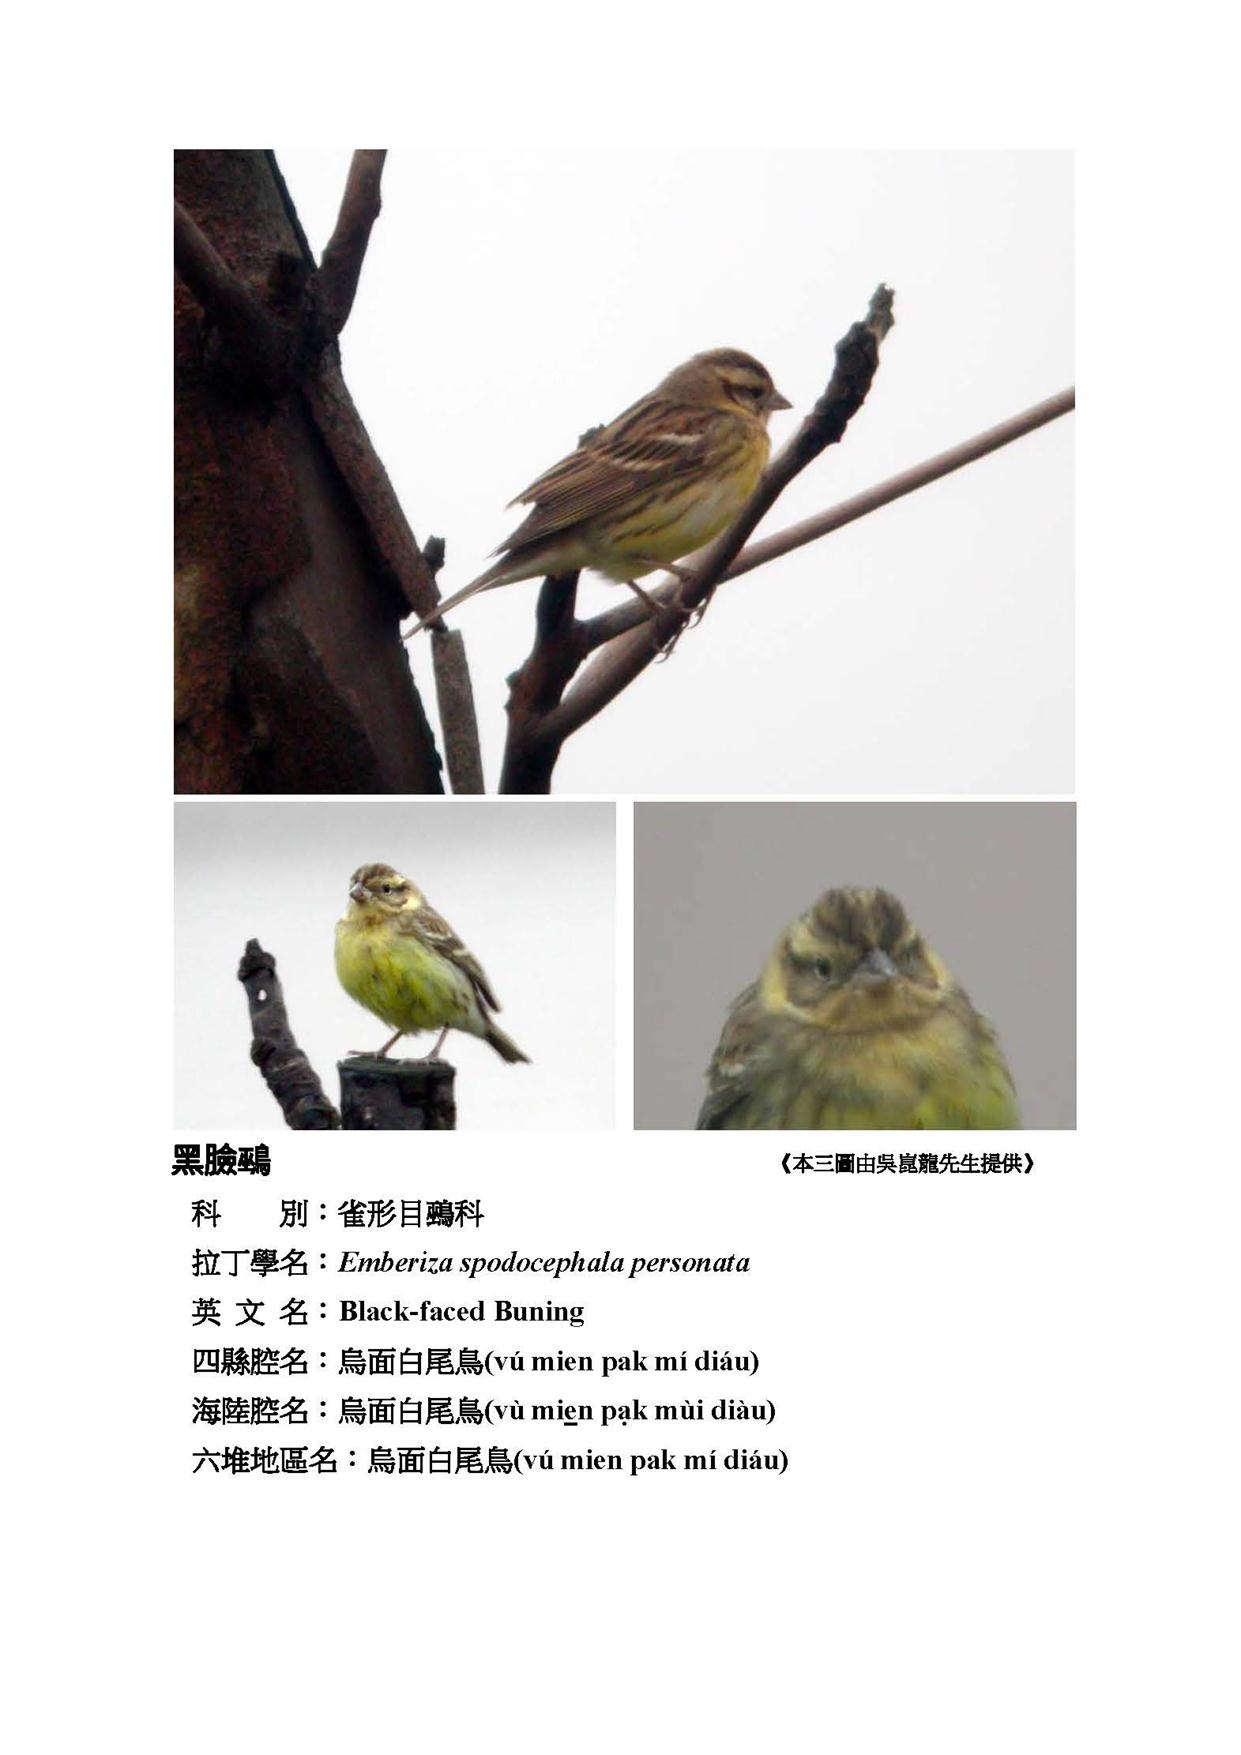 黑臉鵐
《本三圖由吳崑龍先生提供》
科　　別：雀形目鵐科
拉丁學名：Emberiza spodocephala personata
英 文 名：Black-faced Buning
四縣腔名：烏面白尾鳥(vú mien pak mí diáu)
海陸腔名：烏面白尾鳥(vù mien pa̩k mùi diàu)
六堆地區名：烏面白尾鳥(vú mien pak mí diáu)